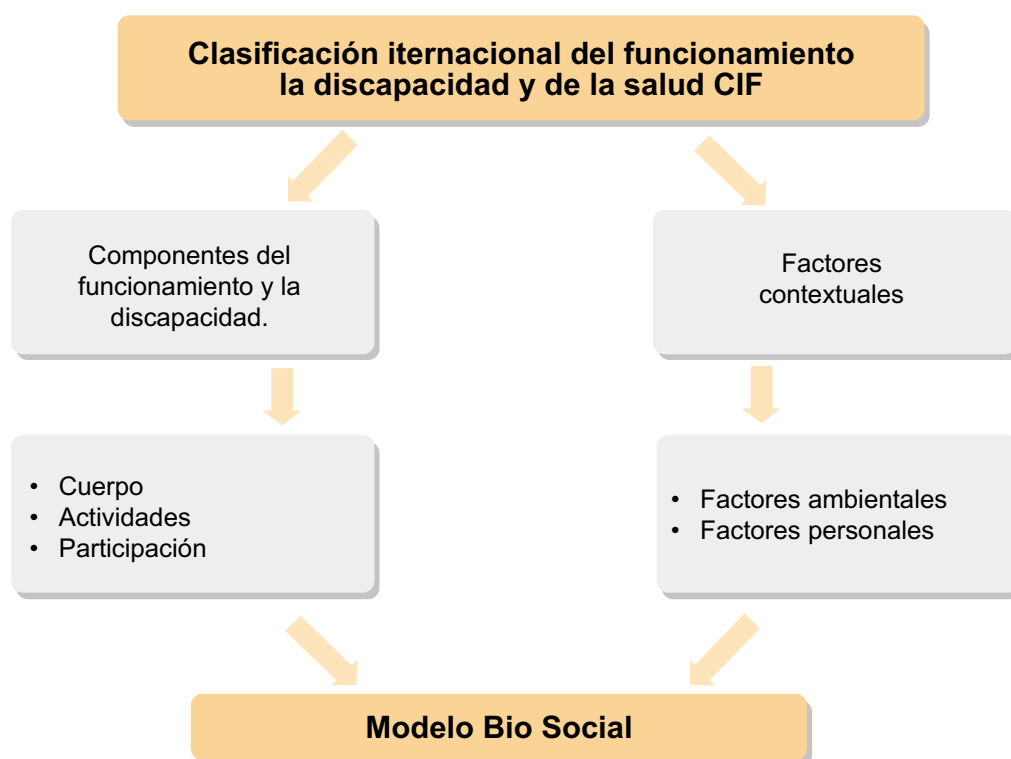 Clasificación iternacional del funcionamiento
la discapacidad y de la salud CIF
Componentes del
funcionamiento y la
discapacidad.
Factores
contextuales
• Cuerpo
• Actividades
• Participación
• Factores ambientales
• Factores personales
Modelo Bio Social